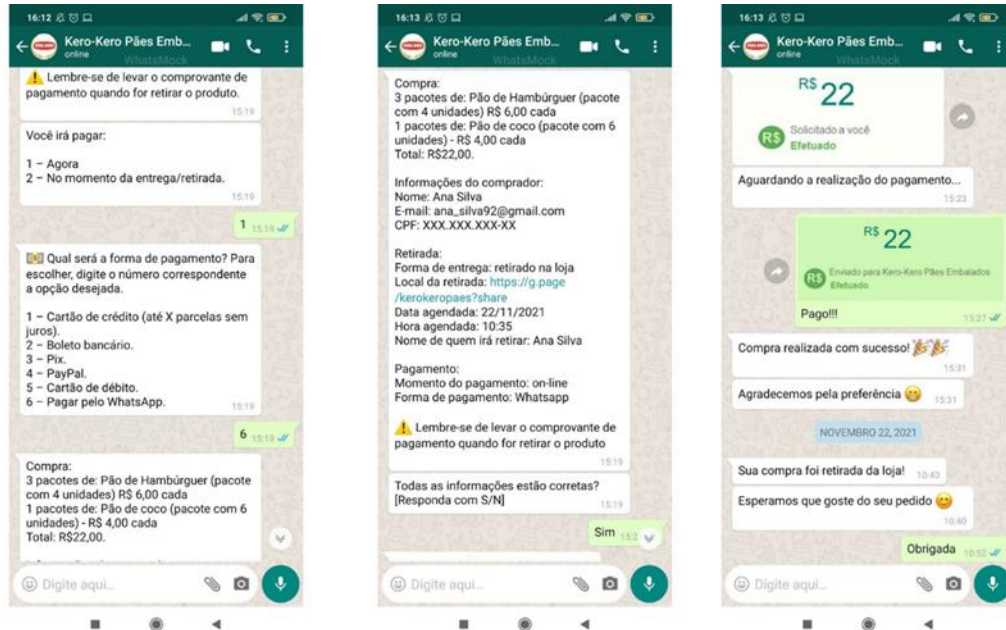 16:12
Kero-Kero Pães Emb...
online
WhatsMock
Lembre-se de levar o comprovante de
pagamento quando for retirar o produto.
15:19
Você irá pagar:
1 – Agora
2 – No momento da entrega/retirada.
15:19
1 15:19
Qual será a forma de pagamento? Para
escolher, digite o número correspondente
a opção desejada.
1 – Cartão de crédito (até X parcelas sem
juros).
2 – Boleto bancário.
3 – Pix.
4 – PayPal.
5 – Cartão de débito.
6 – Pagar pelo WhatsApp.
15:19
6 15:19
Compra:
3 pacotes de: Pão de Hambúrguer (pacote
com 4 unidades) R$ 6,00 cada
1 pacotes de: Pão de coco (pacote com 6
unidades) - R$ 4,00 cada
Total: R$22,00.
Digite aqui...
16:13
Kero-Kero Pães Emb...
online
WhatsMock
Compra:
3 pacotes de: Pão de Hambúrguer (pacote
com 4 unidades) R$ 6,00 cada
1 pacotes de: Pão de coco (pacote com 6
unidades) - R$ 4,00 cada
Total: R$22,00.
Informações do comprador:
Nome: Ana Silva
E-mail: ana_silva92@gmail.com
CPF: XXX.XXX.XXX-XX
Retirada:
Forma de entrega: retirado na loja
Local da retirada: https://g.page
/kerokeropaes?share
Data agendada: 22/11/2021
Hora agendada: 10:35
Nome de quem irá retirar: Ana Silva
Pagamento:
Momento do pagamento: on-line
Forma de pagamento: Whatsapp
Lembre-se de levar o comprovante de
pagamento quando for retirar o produto
15:19
Todas as informações estão corretas?
[Responda com S/N]
15:19
Sim
Digite aqui...
16:13
Kero-Kero Pães Emb...
online
WhatsMock
R$ 22
R$
Solicitado a você
Efetuado
Aguardando a realização do pagamento...
15:23
R$ 22
R$
Enviado para Kero-Kero Pães Embalados
Efetuado
Pago!!!
15:27
Compra realizada com sucesso!
15:31
Agradecemos pela preferência
15:31
NOVEMBRO 22, 2021
Sua compra foi retirada da loja! 10:40
Esperamos que goste do seu pedido
10:40
Obrigada 10:52
Digite aqui...